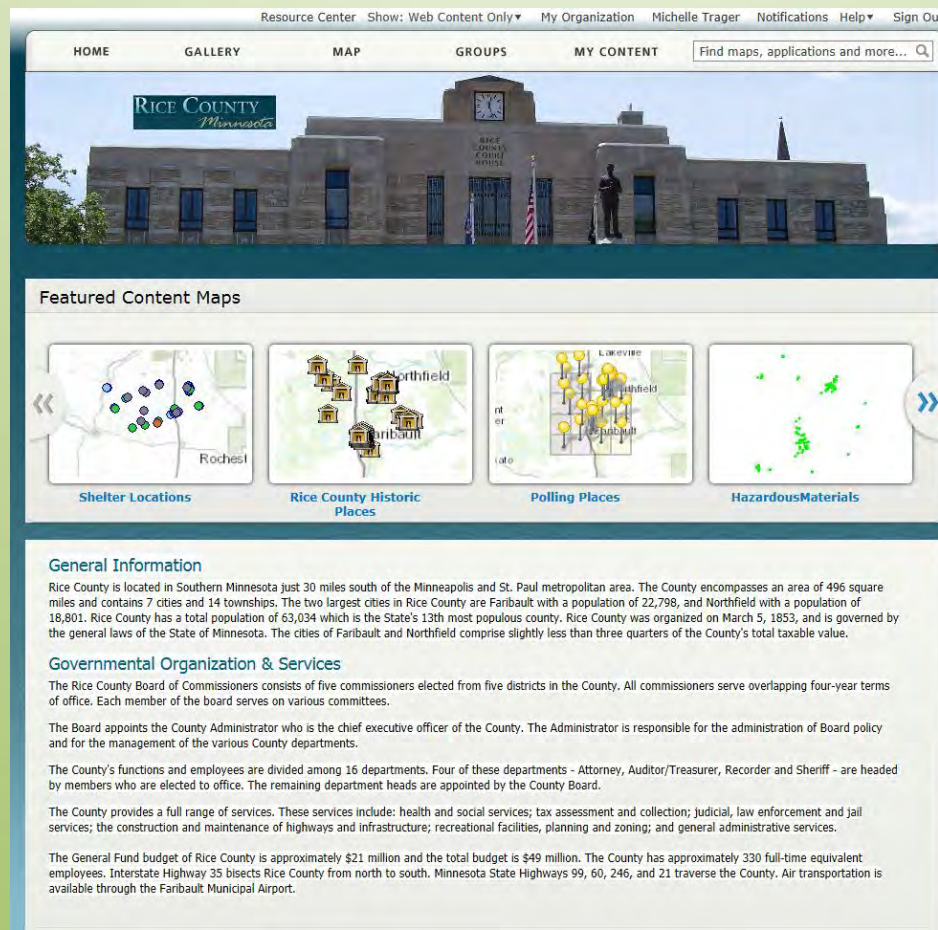 Resource Center Show: Web Content Only▾ My Organization Michelle Trager Notifications Help▾ Sign Ou
HOME GALLERY MAP GROUPS MY CONTENT Find maps, applications and more...
RICE COUNTY
Minnesota
RICE
COUNTY
COURT
HOUSE
Featured Content Maps
Rochest
Northfield
Faribault
Lakeville
rthfield
nt
er
Faribault
ato
Shelter Locations
Rice County Historic
Places
Polling Places
HazardousMaterials
General Information
Rice County is located in Southern Minnesota just 30 miles south of the Minneapolis and St. Paul metropolitan area. The County encompasses an area of 496 square
miles and contains 7 cities and 14 townships. The two largest cities in Rice County are Faribault with a population of 22,798, and Northfield with a population of
18,801. Rice County has a total population of 63,034 which is the State's 13th most populous county. Rice County was organized on March 5, 1853, and is governed by
the general laws of the State of Minnesota. The cities of Faribault and Northfield comprise slightly less than three quarters of the County's total taxable value.
Governmental Organization & Services
The Rice County Board of Commissioners consists of five commissioners elected from five districts in the County. All commissioners serve overlapping four-year terms
of office. Each member of the board serves on various committees.
The Board appoints the County Administrator who is the chief executive officer of the County. The Administrator is responsible for the administration of Board policy
and for the management of the various County departments.
The County's functions and employees are divided among 16 departments. Four of these departments - Attorney, Auditor/Treasurer, Recorder and Sheriff - are headed
by members who are elected to office. The remaining department heads are appointed by the County Board.
The County provides a full range of services. These services include: health and social services; tax assessment and collection; judicial, law enforcement and jail
services; the construction and maintenance of highways and infrastructure; recreational facilities, planning and zoning; and general administrative services.
The General Fund budget of Rice County is approximately $21 million and the total budget is $49 million. The County has approximately 330 full-time equivalent
employees. Interstate Highway 35 bisects Rice County from north to south. Minnesota State Highways 99, 60, 246, and 21 traverse the County. Air transportation is
available through the Faribault Municipal Airport.